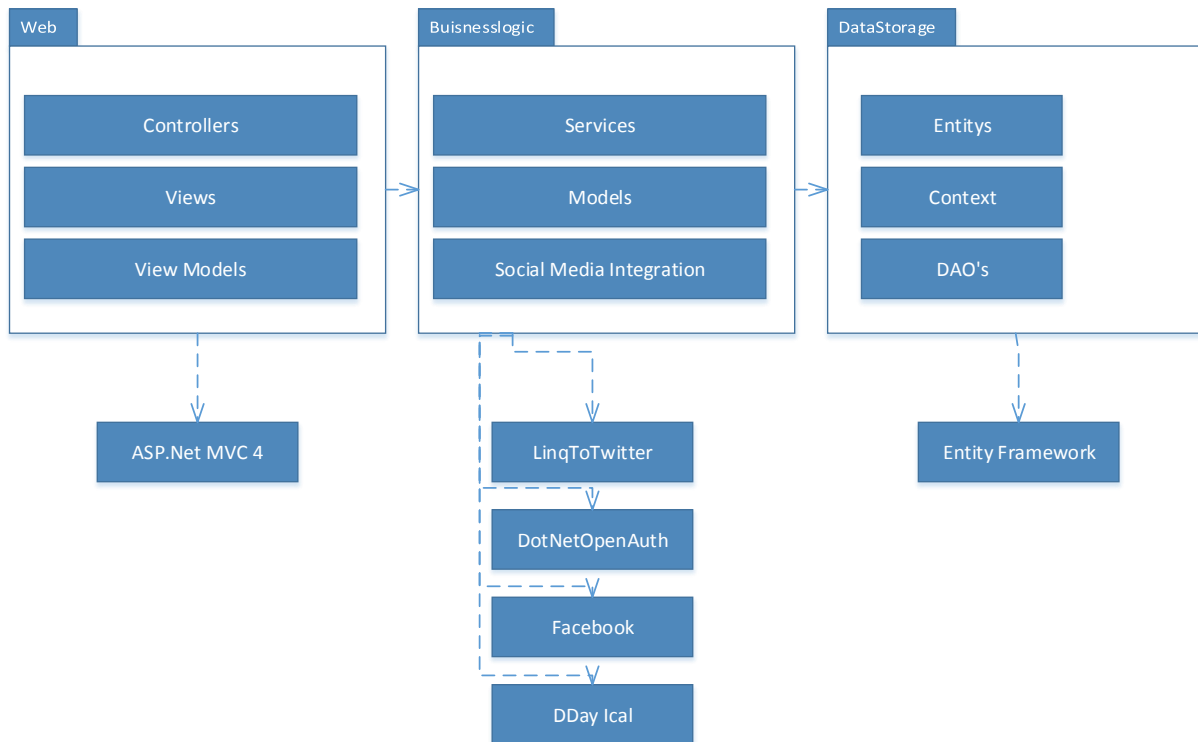 Web
Controllers
Views
View Models
Buisnesslogic
Services
Models
Social Media Integration
DataStorage
Entitys
Context
DAO's
ASP.Net MVC 4
LinqToTwitter
DotNetOpenAuth
Facebook
DDay Ical
Entity Framework